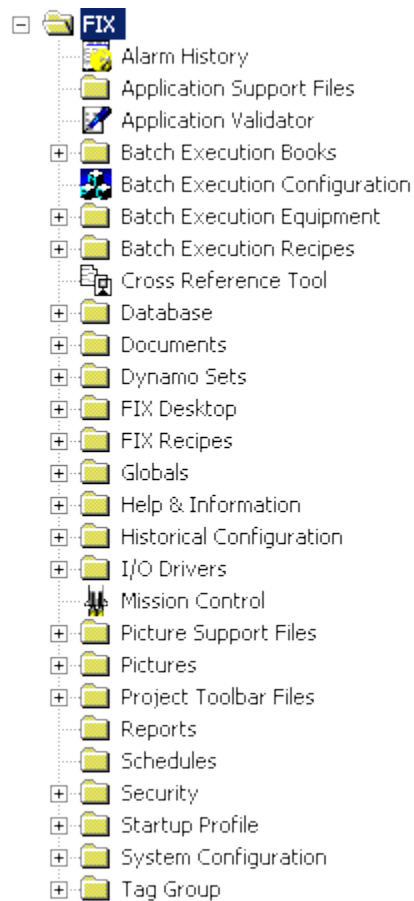 FIX
Alarm History
Application Support Files
Application Validator
Batch Execution Books
Batch Execution Configuration
Batch Execution Equipment
Batch Execution Recipes
Cross Reference Tool
Database
Documents
Dynamo Sets
FIX Desktop
FIX Recipes
Globals
Help & Information
Historical Configuration
I/O Drivers
Mission Control
Picture Support Files
Pictures
Project Toolbar Files
Reports
Schedules
Security
Startup Profile
System Configuration
Tag Group